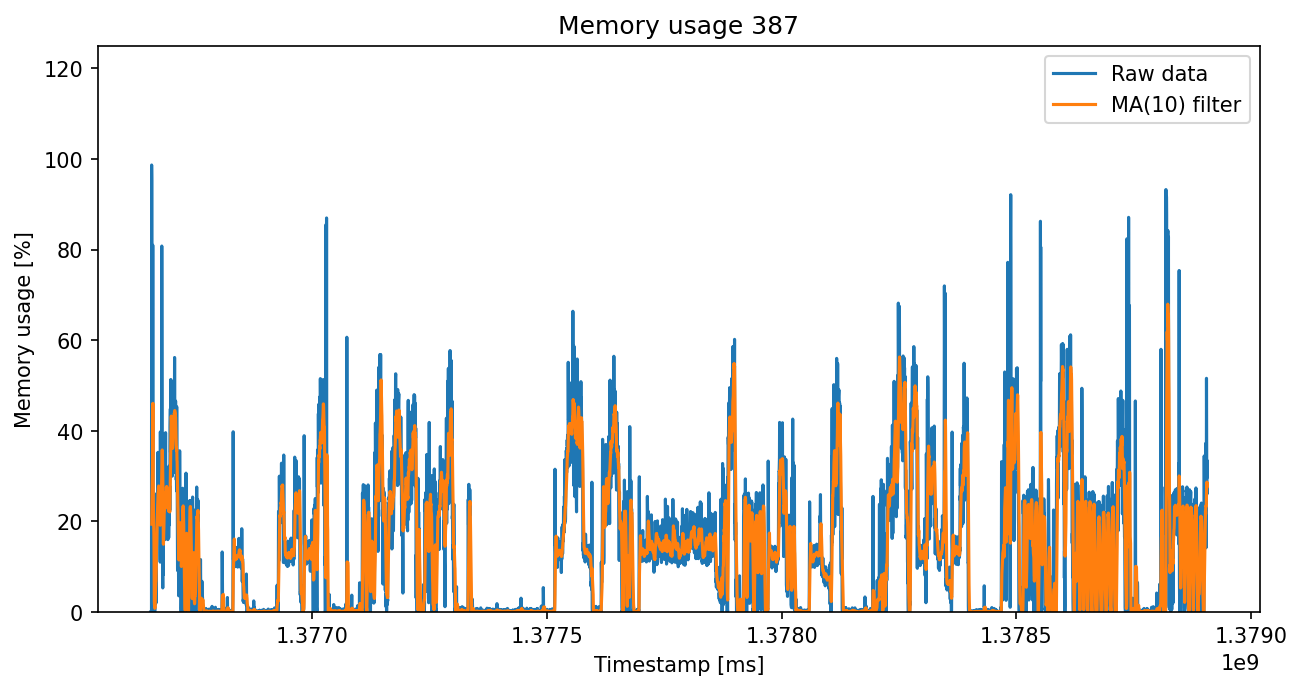 Memory usage 387
120
100
80
60
40
20
0
Memory usage [%]
Raw data
MA(10) filter
1.3770
1.3775
1.3780
1.3785
1.3790
1e9
Timestamp [ms]